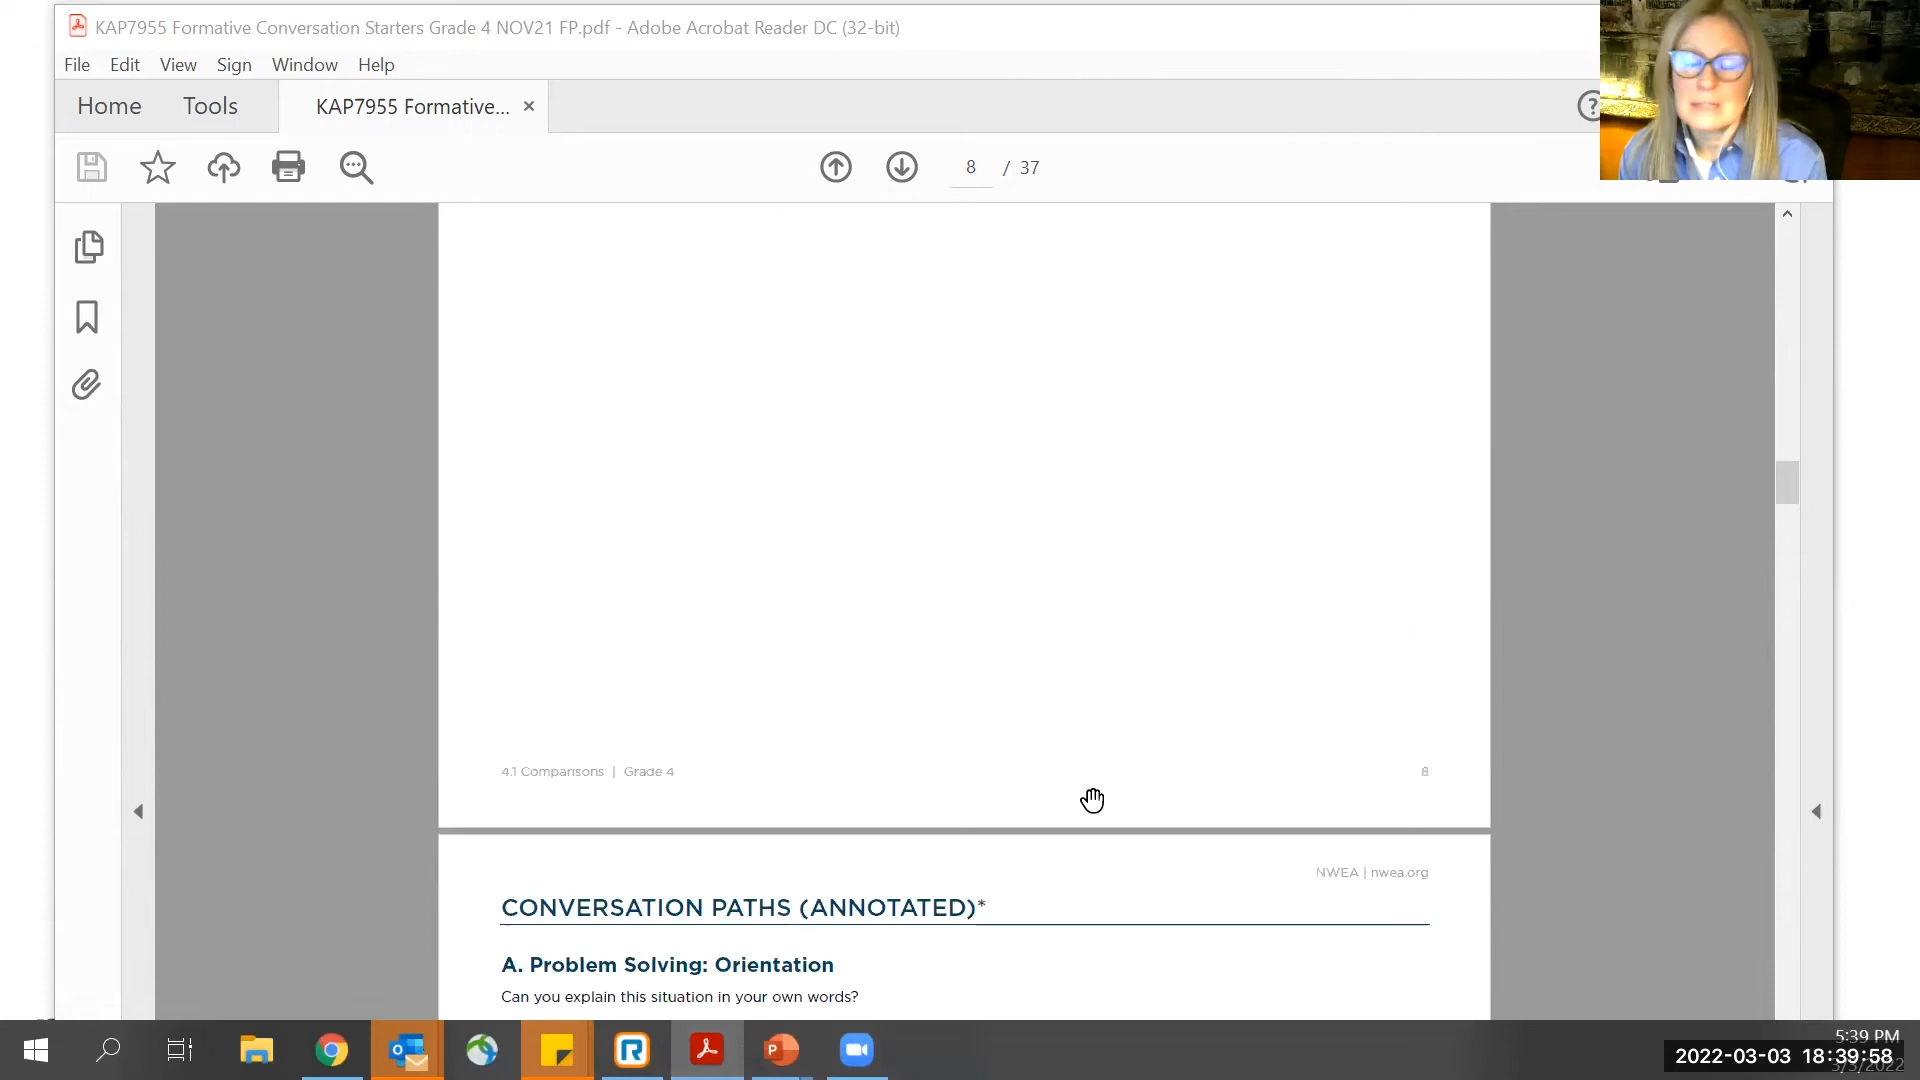 KAP7955 Formative Conversation Starters Grade 4 NOV21 FP.pdf - Adobe Acrobat Reader DC (32-bit)
File Edit View Sign Window Help
Home Tools KAP7955 Formative... ×
8 / 37
4.1 Comparisons | Grade 4 8
NWEA | nwea.org
CONVERSATION PATHS (ANNOTATED)*
A. Problem Solving: Orientation
Can you explain this situation in your own words?
5:39 PM
2022-03-03 18:39:58
3/3/2022